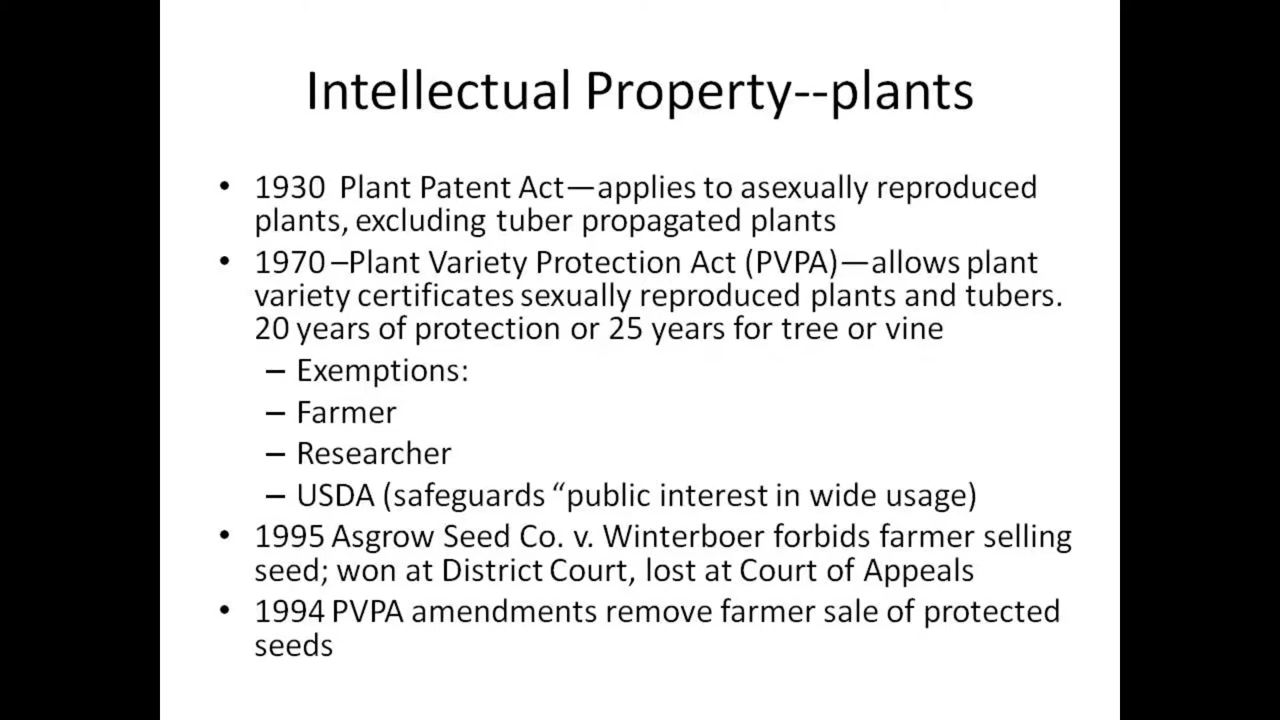 Intellectual Property--plants
• 1930  Plant Patent Act—applies to asexually reproduced
plants, excluding tuber propagated plants
• 1970 –Plant Variety Protection Act (PVPA)—allows plant
variety certificates sexually reproduced plants and tubers.
20 years of protection or 25 years for tree or vine
– Exemptions:
– Farmer
– Researcher
– USDA (safeguards “public interest in wide usage)
• 1995 Asgrow Seed Co. v. Winterboer forbids farmer selling
seed; won at District Court, lost at Court of Appeals
• 1994 PVPA amendments remove farmer sale of protected
seeds